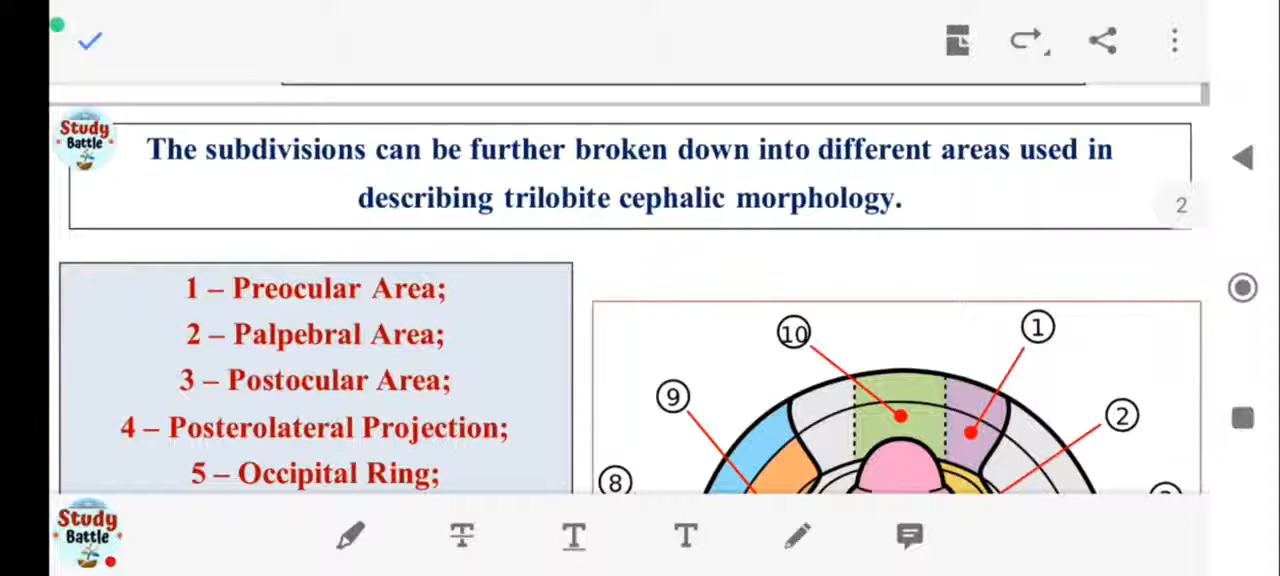 Study
Battle
The subdivisions can be further broken down into different areas used in
describing trilobite cephalic morphology.
2
1 – Preocular Area;
2 – Palpebral Area;
3 – Postocular Area;
4 – Posterolateral Projection;
5 – Occipital Ring;
10
1
9
2
8
Study
Battle
T
T
T